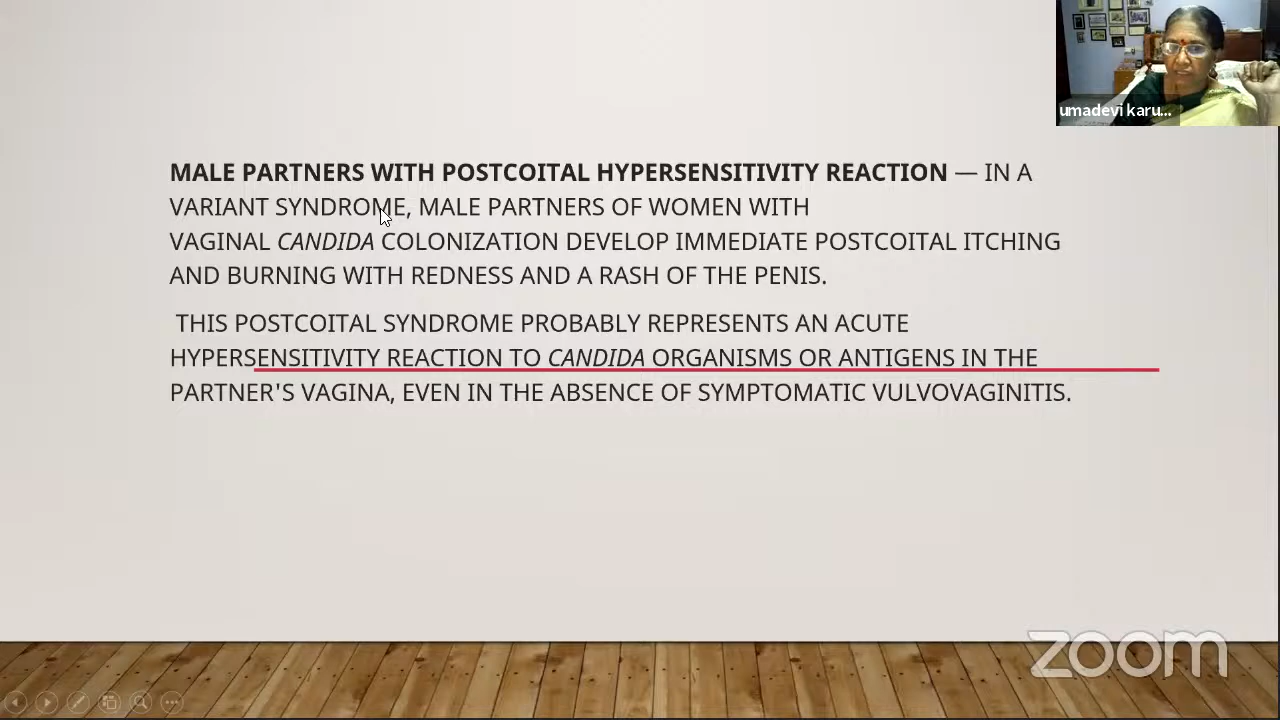 umadevi karu...
MALE PARTNERS WITH POSTCOITAL HYPERSENSITIVITY REACTION — IN A
VARIANT SYNDROME, MALE PARTNERS OF WOMEN WITH
VAGINAL CANDIDA COLONIZATION DEVELOP IMMEDIATE POSTCOITAL ITCHING
AND BURNING WITH REDNESS AND A RASH OF THE PENIS.
THIS POSTCOITAL SYNDROME PROBABLY REPRESENTS AN ACUTE
HYPERSENSITIVITY REACTION TO CANDIDA ORGANISMS OR ANTIGENS IN THE
PARTNER'S VAGINA, EVEN IN THE ABSENCE OF SYMPTOMATIC VULVOVAGINITIS.
zoom